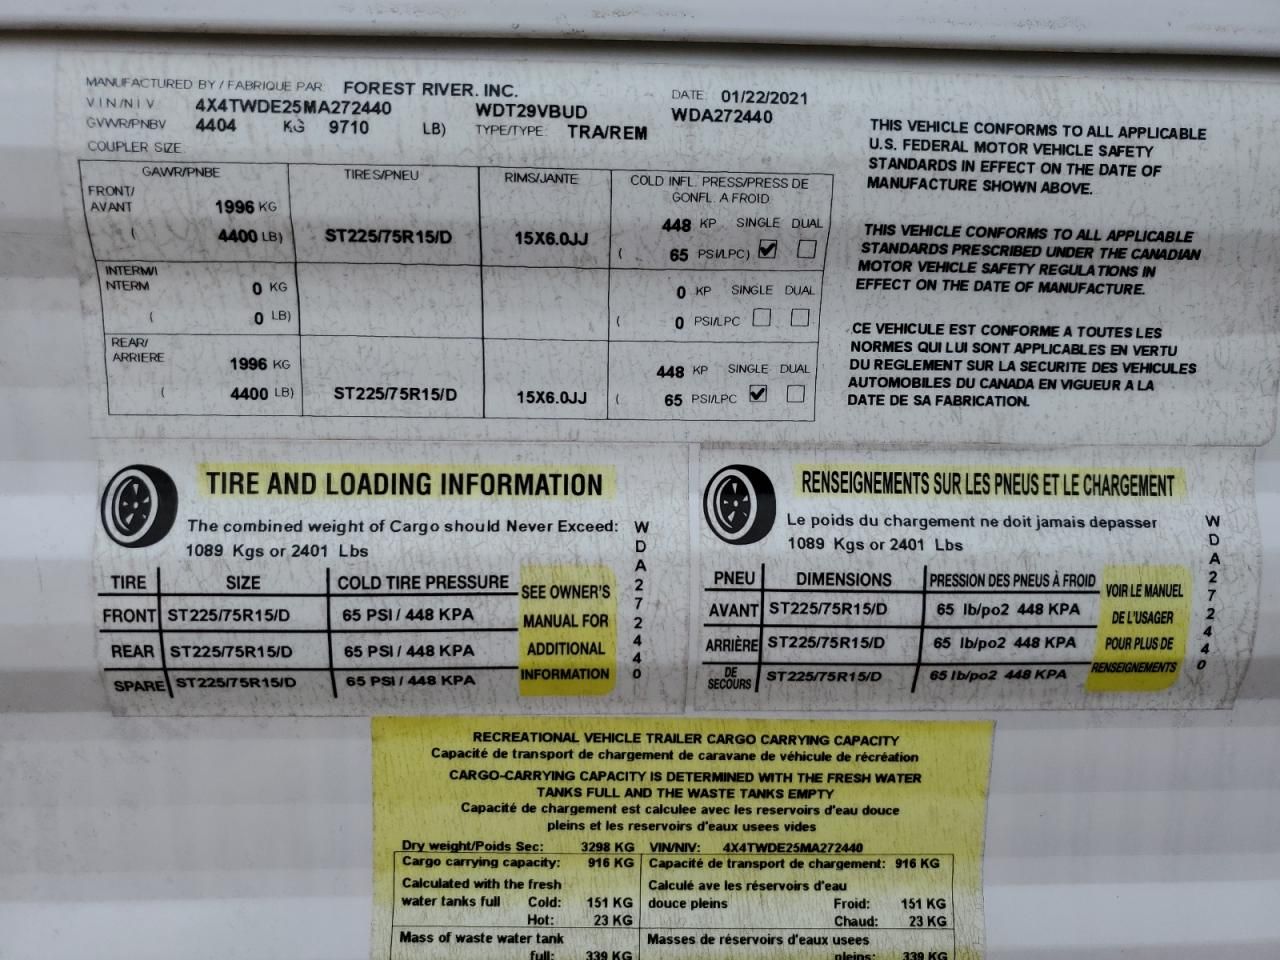 MANUFACTURED BY / FABRIQUE PAR: FOREST RIVER. INC. DATE: 01/22/2021
VIN/NIV 4X4TWDE25MA272440 WDT29VBUD WDA272440
GVWR/PNBV 4404 KG 9710 LB) TYPE/TYPE: TRA/REM
COUPLER SIZE
GAWR/PNBE TIRES/PNEU RIMS/JANTE COLD INFL. PRESS/PRESS DE
GONFL. A FROID
FRONT/
AVANT 1996 KG 448 KP SINGLE DUAL
( 4400 LB) ST225/75R15/D 15X6.0JJ ( 65 PSI/LPC)
INTERM/I
NTERM 0 KG 0 KP SINGLE DUAL
( 0 LB) ( 0 PSI/LPC
REAR/
ARRIERE 1996 KG 448 KP SINGLE DUAL
( 4400 LB) ST225/75R15/D 15X6.0JJ ( 65 PSI/LPC
THIS VEHICLE CONFORMS TO ALL APPLICABLE
U.S. FEDERAL MOTOR VEHICLE SAFETY
STANDARDS IN EFFECT ON THE DATE OF
MANUFACTURE SHOWN ABOVE.
THIS VEHICLE CONFORMS TO ALL APPLICABLE
STANDARDS PRESCRIBED UNDER THE CANADIAN
MOTOR VEHICLE SAFETY REGULATIONS IN
EFFECT ON THE DATE OF MANUFACTURE.
CE VEHICULE EST CONFORME A TOUTES LES
NORMES QUI LUI SONT APPLICABLES EN VERTU
DU REGLEMENT SUR LA SECURITE DES VEHICULES
AUTOMOBILES DU CANADA EN VIGUEUR A LA
DATE DE SA FABRICATION.
TIRE AND LOADING INFORMATION
The combined weight of Cargo should Never Exceed:
1089 Kgs or 2401 Lbs
TIRE SIZE COLD TIRE PRESSURE
FRONT ST225/75R15/D 65 PSI / 448 KPA
REAR ST225/75R15/D 65 PSI / 448 KPA
SPARE ST225/75R15/D 65 PSI / 448 KPA
SEE OWNER'S
MANUAL FOR
ADDITIONAL
INFORMATION
WDA272440
RENSEIGNEMENTS SUR LES PNEUS ET LE CHARGEMENT
Le poids du chargement ne doit jamais depasser
1089 Kgs or 2401 Lbs
PNEU DIMENSIONS PRESSION DES PNEUS À FROID
AVANT ST225/75R15/D 65 lb/po2 448 KPA
ARRIÈRE ST225/75R15/D 65 lb/po2 448 KPA
DE
SECOURS ST225/75R15/D 65 lb/po2 448 KPA
VOIR LE MANUEL
DE L'USAGER
POUR PLUS DE
RENSEIGNEMENTS
WDA272440
RECREATIONAL VEHICLE TRAILER CARGO CARRYING CAPACITY
Capacité de transport de chargement de caravane de véhicule de récréation
CARGO-CARRYING CAPACITY IS DETERMINED WITH THE FRESH WATER
TANKS FULL AND THE WASTE TANKS EMPTY
Capacité de chargement est calculee avec les reservoirs d'eau douce
pleins et les reservoirs d'eaux usees vides
Dry weight/Poids Sec: 3298 KG VIN/NIV: 4X4TWDE25MA272440
Cargo carrying capacity: 916 KG Capacité de transport de chargement: 916 KG
Calculated with the fresh Calculé ave les réservoirs d'eau
water tanks full Cold: 151 KG douce pleins Froid: 151 KG
Hot: 23 KG Chaud: 23 KG
Mass of waste water tank Masses de réservoirs d'eaux usees
full: 339 KG pleins: 339 KG